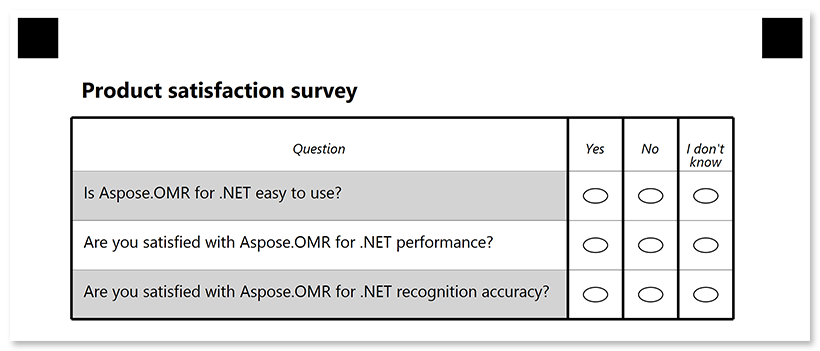 Product satisfaction survey
Question Yes No I don't
know
Is Aspose.OMR for .NET easy to use?
Are you satisfied with Aspose.OMR for .NET performance?
Are you satisfied with Aspose.OMR for .NET recognition accuracy?